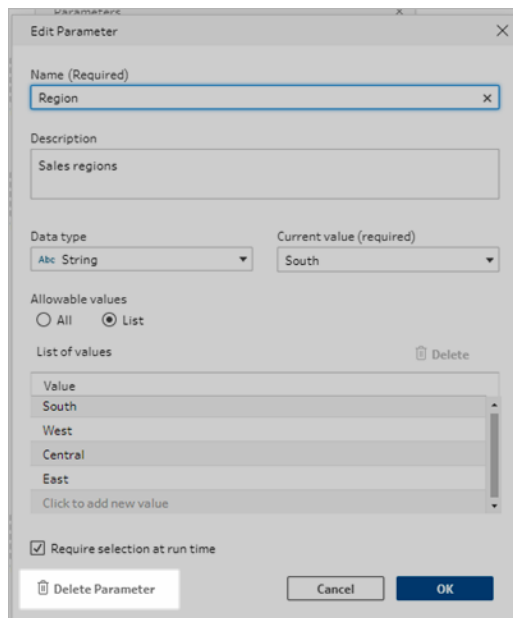 Parameters
Edit Parameter
Name (Required)
Region
Description
Sales regions
Data type
Current value (required)
Abc String
South
Allowable values
All
List
List of values
Delete
Value
South
West
Central
East
Click to add new value
Require selection at run time
Delete Parameter
Cancel
OK